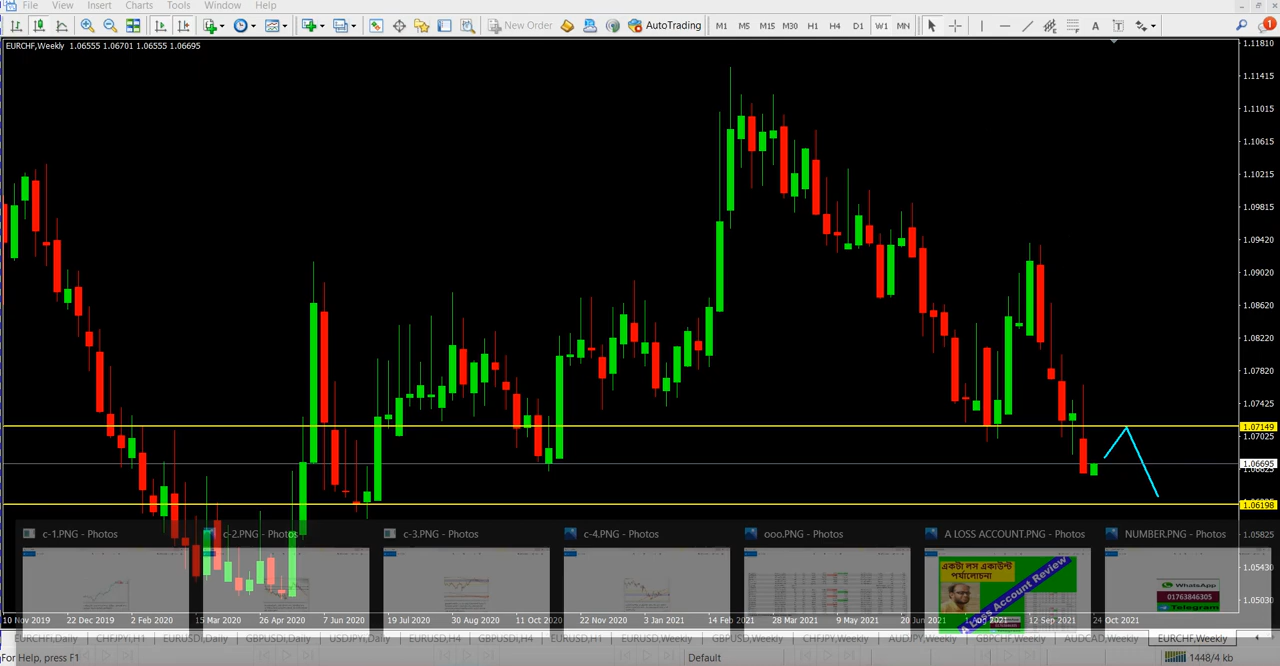 File View Insert Charts Tools Window Help
New Order AutoTrading M1 M5 M15 M30 H1 H4 D1 W1 MN A T 1
EURCHF,Weekly 1.06555 1.06701 1.06555 1.06695
1.11810
1.11415
1.11015
1.10615
1.10215
1.09815
1.09420
1.09020
1.08620
1.08220
1.07820
1.07425
1.07149
1.07025
1.06695
1.06198
c-1.PNG - Photos c-2.PNG - Photos c-3.PNG - Photos c-4.PNG - Photos ooo.PNG - Photos A LOSS ACCOUNT.PNG - Photos NUMBER.PNG - Photos
1.05825
1.05430
1.05030
একটা লস একাউন্ট
পর্যালোচনা
A Loss Account Review
WhatsApp
01763846305
Telegram
10 Nov 2019 22 Dec 2019 2 Feb 2020 15 Mar 2020 26 Apr 2020 7 Jun 2020 19 Jul 2020 30 Aug 2020 11 Oct 2020 22 Nov 2020 3 Jan 2021 14 Feb 2021 28 Mar 2021 9 May 2021 20 Jun 2021 1 Aug 2021 12 Sep 2021 24 Oct 2021
EURCHF,Daily CHFJPY,H1 EURUSD,Daily GBPUSD,Daily USDJPY,Daily EURUSD,H4 GBPUSD,H4 EURUSD,H1 EURUSD,Weekly GBPUSD,Weekly CHFJPY,Weekly AUDJPY,Weekly GBPCHF,Weekly AUDCAD,Weekly EURCHF,Weekly
For Help, press F1 Default 1448/4 kb